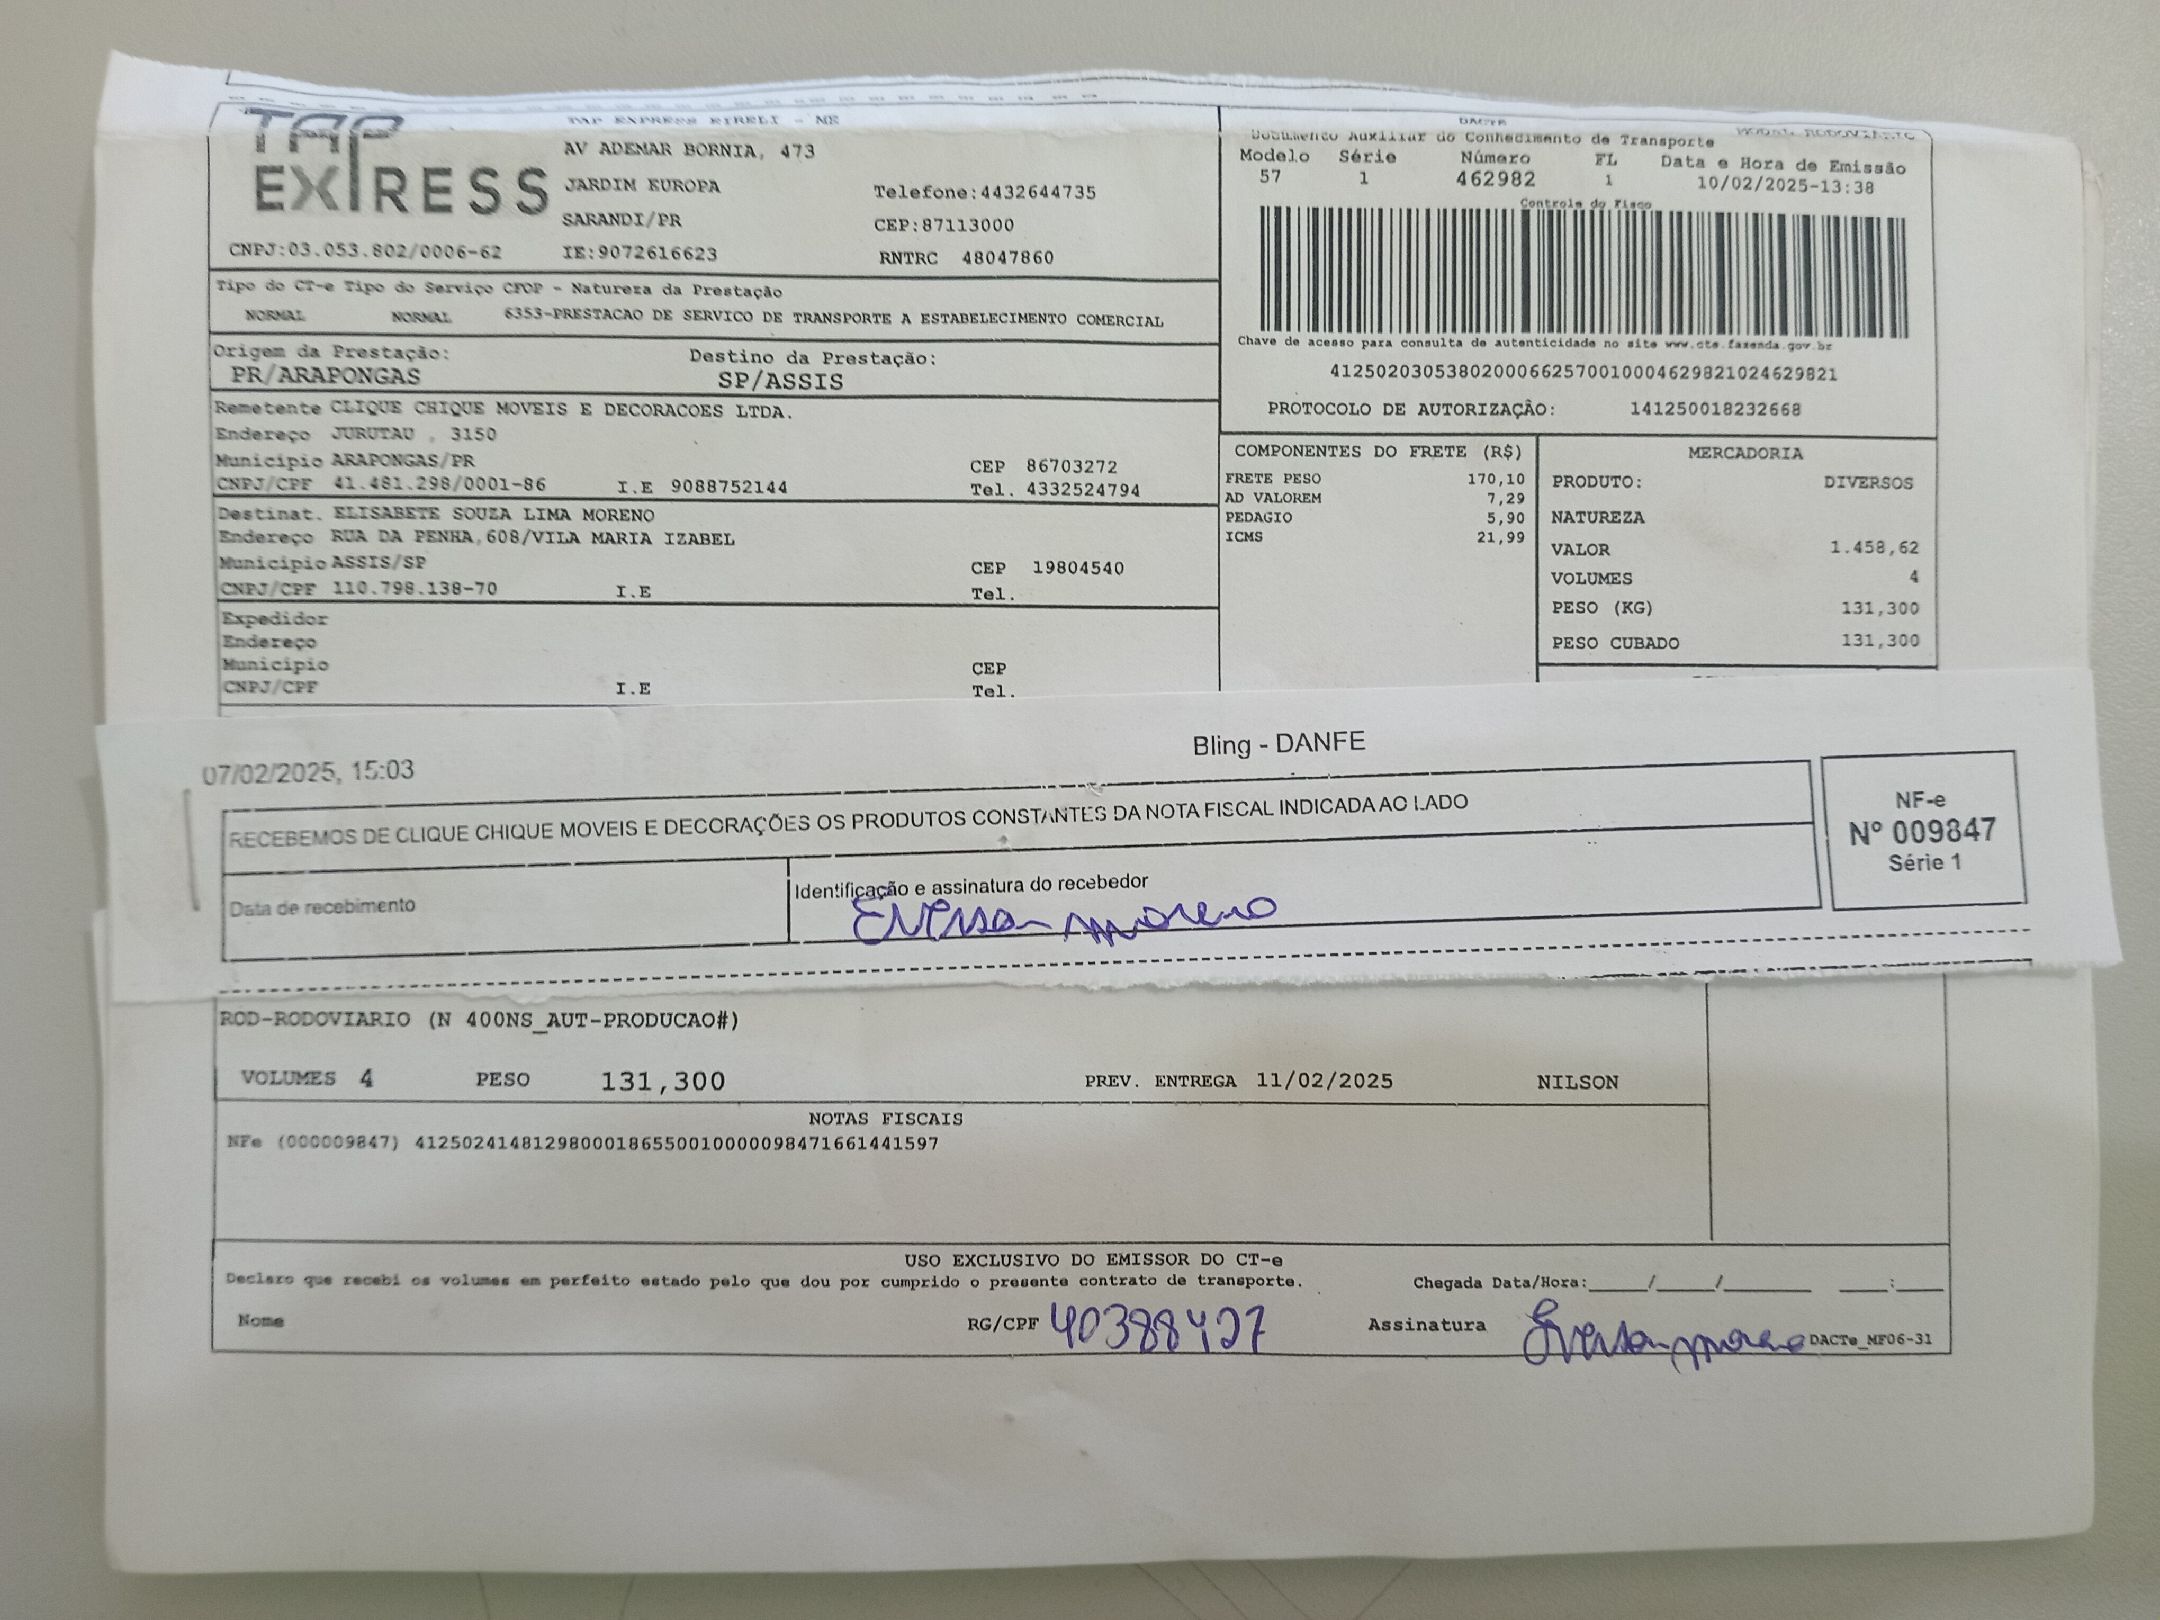 TAP EXPRESS
TAP EXPRESS EIRELI - ME
AV ADEMAR BORNIA, 473
JARDIM EUROPA Telefone:4432644735
SARANDI/PR CEP:87113000
CNPJ:03.053.802/0006-62 IE:9072616623 RNTRC 48047860
DACTE MODAL RODOVIARIO
Documento Auxiliar do Conhecimento de Transporte
Modelo Série Número FL Data e Hora de Emissão
57 1 462982 1 10/02/2025-13:38
Controle do Fisco
Chave de acesso para consulta de autenticidade no site www.cte.fazenda.gov.br
41250203053802000662570010004629821024629821
PROTOCOLO DE AUTORIZAÇÃO: 141250018232668
Tipo do CT-e Tipo do Serviço CFOP - Natureza da Prestação
NORMAL NORMAL 6353-PRESTACAO DE SERVICO DE TRANSPORTE A ESTABELECIMENTO COMERCIAL
Origem da Prestação: Destino da Prestação:
PR/ARAPONGAS SP/ASSIS
Remetente CLIQUE CHIQUE MOVEIS E DECORACOES LTDA.
Endereço JURUTAU , 3150
Município ARAPONGAS/PR CEP 86703272
CNPJ/CPF 41.481.298/0001-86 I.E 9088752144 Tel. 4332524794
Destinat. ELISABETE SOUZA LIMA MORENO
Endereço RUA DA PENHA,608/VILA MARIA IZABEL
Município ASSIS/SP CEP 19804540
CNPJ/CPF 110.798.138-70 I.E Tel.
Expedidor
Endereço
Município CEP
CNPJ/CPF I.E Tel.
COMPONENTES DO FRETE (R$)
FRETE PESO 170,10
AD VALOREM 7,29
PEDAGIO 5,90
ICMS 21,99
MERCADORIA
PRODUTO: DIVERSOS
NATUREZA
VALOR 1.458,62
VOLUMES 4
PESO (KG) 131,300
PESO CUBADO 131,300
07/02/2025, 15:03 Bling - DANFE
RECEBEMOS DE CLIQUE CHIQUE MOVEIS E DECORAÇÕES OS PRODUTOS CONSTANTES DA NOTA FISCAL INDICADA AO LADO
NF-e
Nº 009847
Série 1
Data de recebimento
Identificação e assinatura do recebedor
Everson moreno
ROD-RODOVIARIO (N 400NS_AUT-PRODUCAO#)
VOLUMES 4 PESO 131,300 PREV. ENTREGA 11/02/2025 NILSON
NOTAS FISCAIS
NFe (000009847) 41250241481298000186550010000098471661441597
USO EXCLUSIVO DO EMISSOR DO CT-e
Declaro que recebi os volumes em perfeito estado pelo que dou por cumprido o presente contrato de transporte. Chegada Data/Hora:____/____/______ ___:___
Nome RG/CPF 40388427 Assinatura Everson moreno DACTe_MF06-31